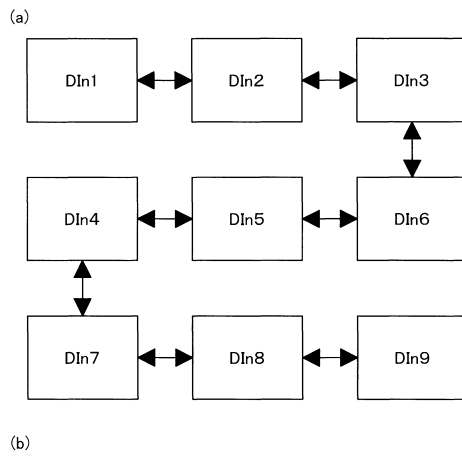 (a)
DIn1 DIn2 DIn3
DIn4 DIn5 DIn6
DIn7 DIn8 DIn9
(b)